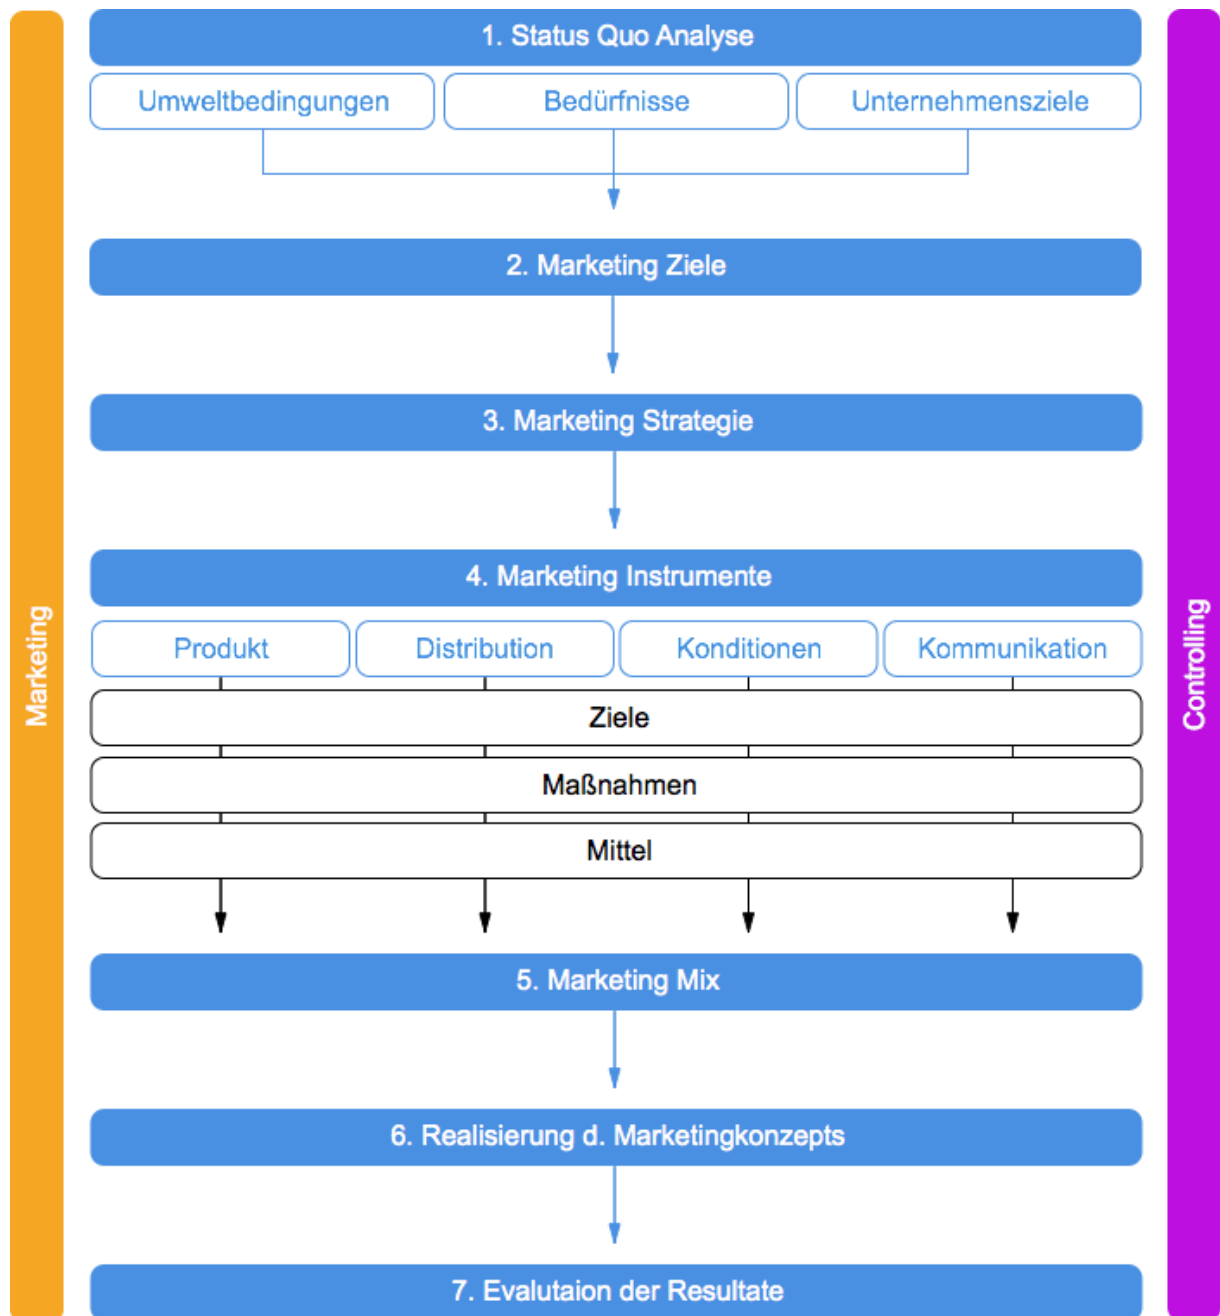 1. Status Quo Analyse
Umweltbedingungen
Bedürfnisse
Unternehmensziele
2. Marketing Ziele
3. Marketing Strategie
4. Marketing Instrumente
Produkt
Distribution
Konditionen
Kommunikation
Ziele
Maßnahmen
Mittel
5. Marketing Mix
6. Realisierung d. Marketingkonzepts
7. Evalutaion der Resultate
Marketing
Controlling